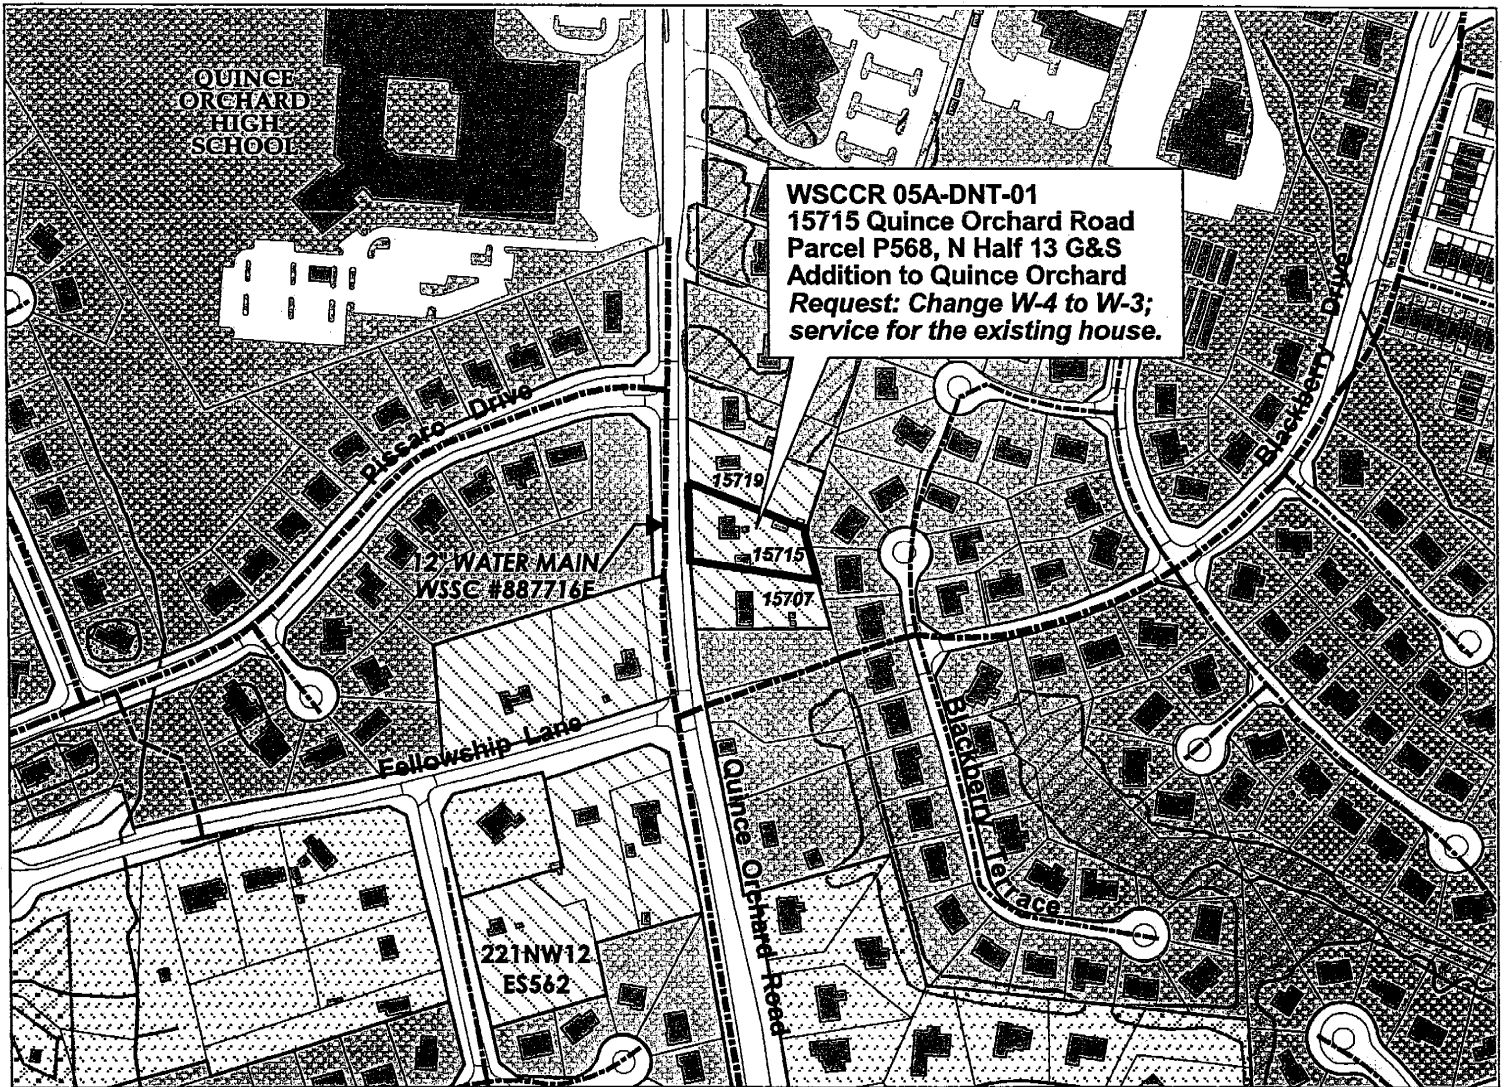 QUINCE
ORCHARD
HIGH
SCHOOL
WSCCR 05A-DNT-01
15715 Quince Orchard Road
Parcel P568, N Half 13 G&S
Addition to Quince Orchard
Request: Change W-4 to W-3;
service for the existing house.
Blackberry Drive
Pissaro Drive
15719
12" WATER MAIN
WSSC #887716F
15715
15707
Fellowship Lane
Blackberry Terrace
Quince Orchard Road
221NW12
ES562